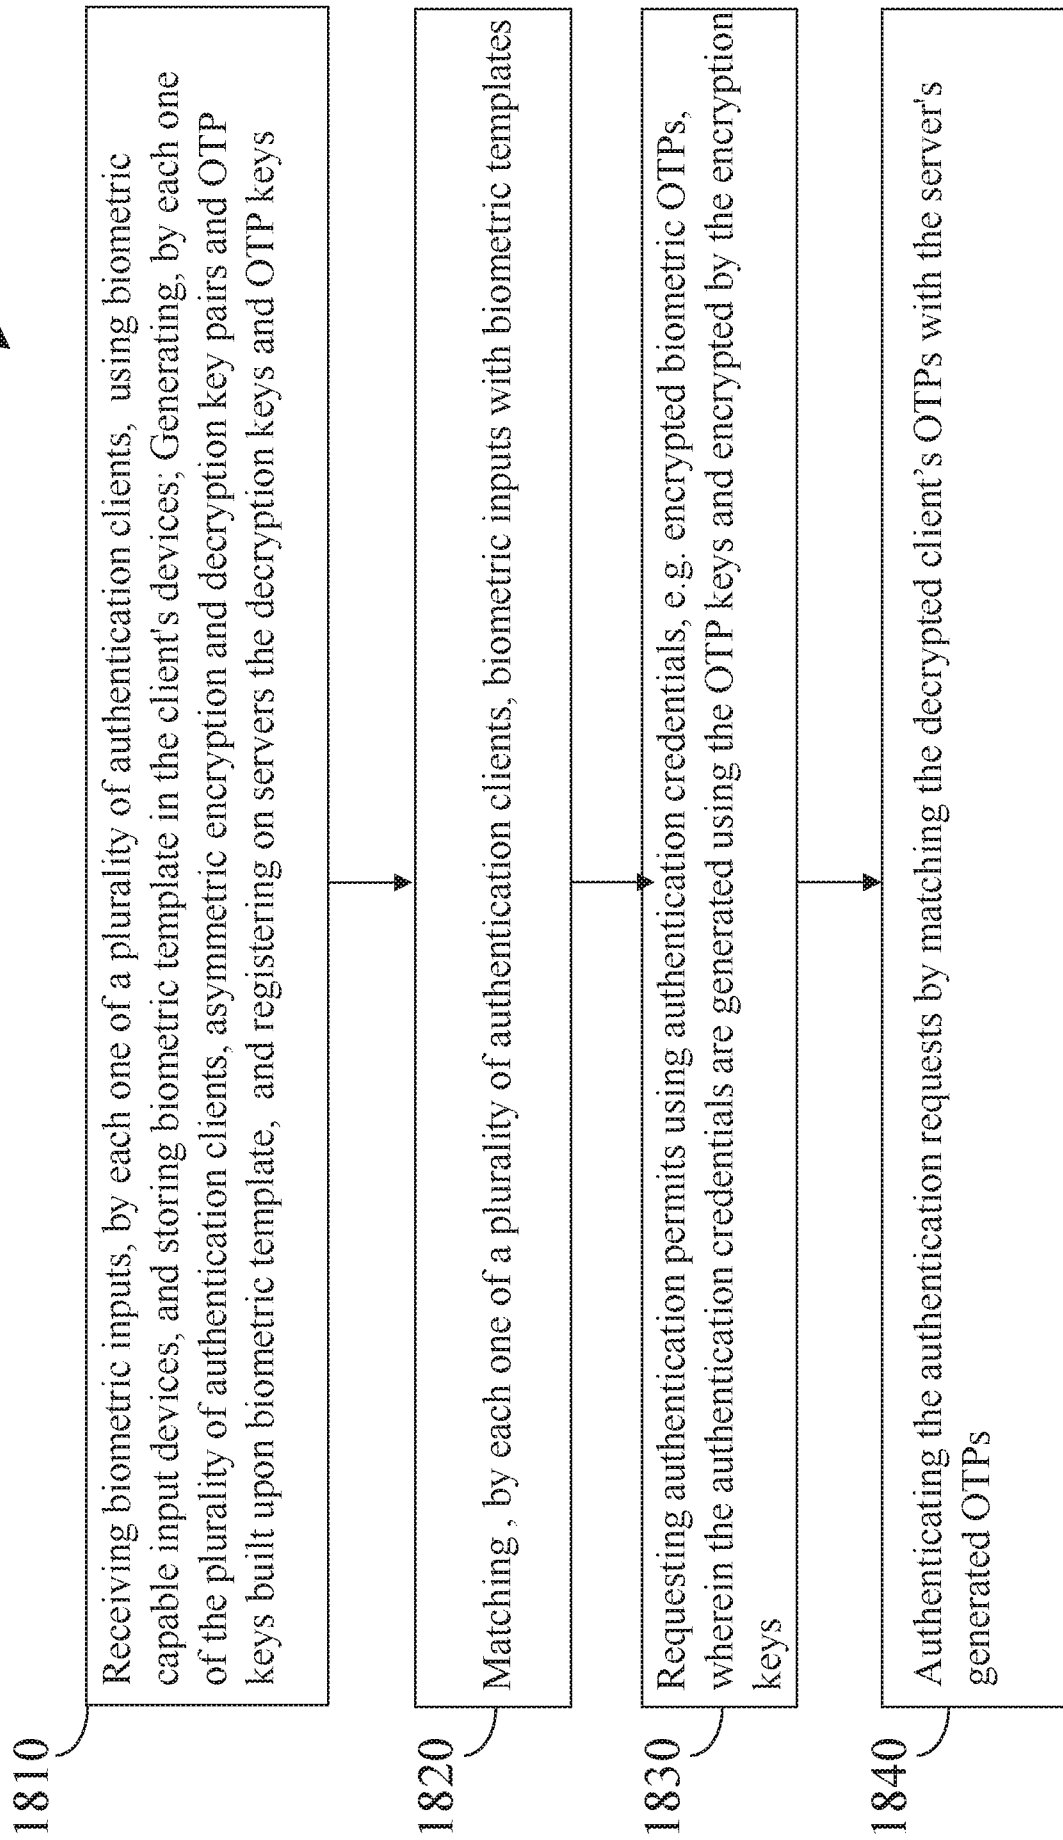 1810
Receiving biometric inputs, by each one of a plurality of authentication clients, using biometric
capable input devices, and storing biometric template in the client's devices; Generating, by each one
of the plurality of authentication clients, asymmetric encryption and decryption key pairs and OTP
keys built upon biometric template, and registering on servers the decryption keys and OTP keys
1820
Matching , by each one of a plurality of authentication clients, biometric inputs with biometric templates
1830
Requesting authentication permits using authentication credentials, e.g. encrypted biometric OTPs,
wherein the authentication credentials are generated using the OTP keys and encrypted by the encryption
keys
1840
Authenticating the authentication requests by matching the decrypted client’s OTPs with the server's
generated OTPs